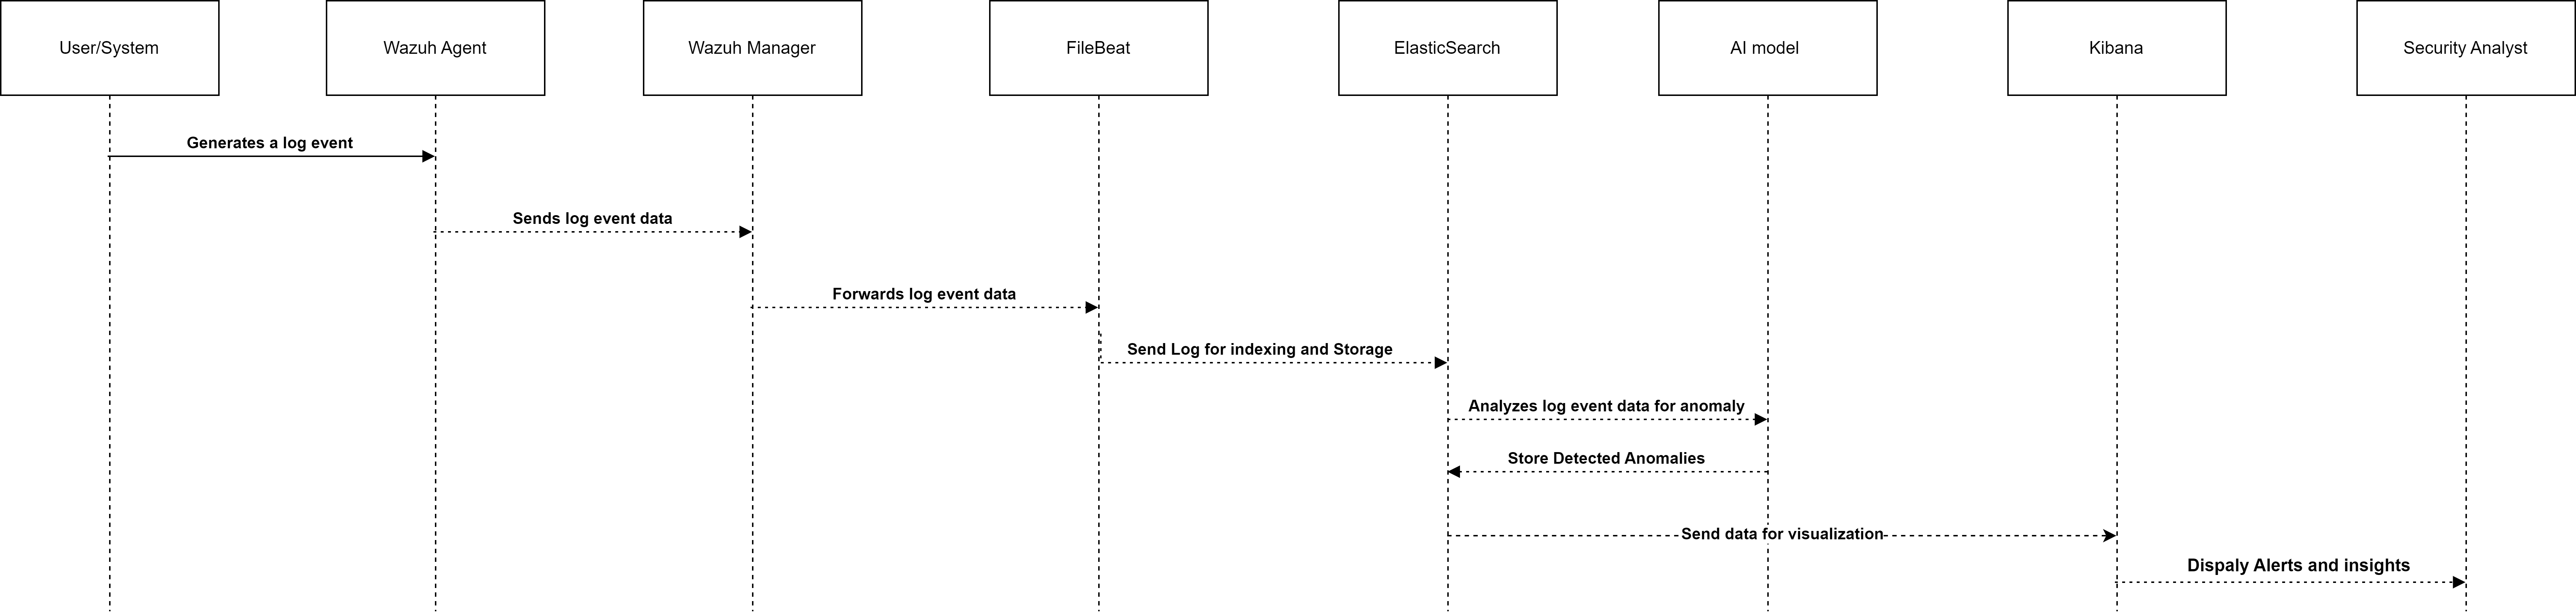 User/System
Wazuh Agent
Wazuh Manager
FileBeat
ElasticSearch
AI model
Kibana
Security Analyst
Generates a log event
Sends log event data
Forwards log event data
Send Log for indexing and Storage
Analyzes log event data for anomaly
Store Detected Anomalies
Send data for visualization
Dispaly Alerts and insights